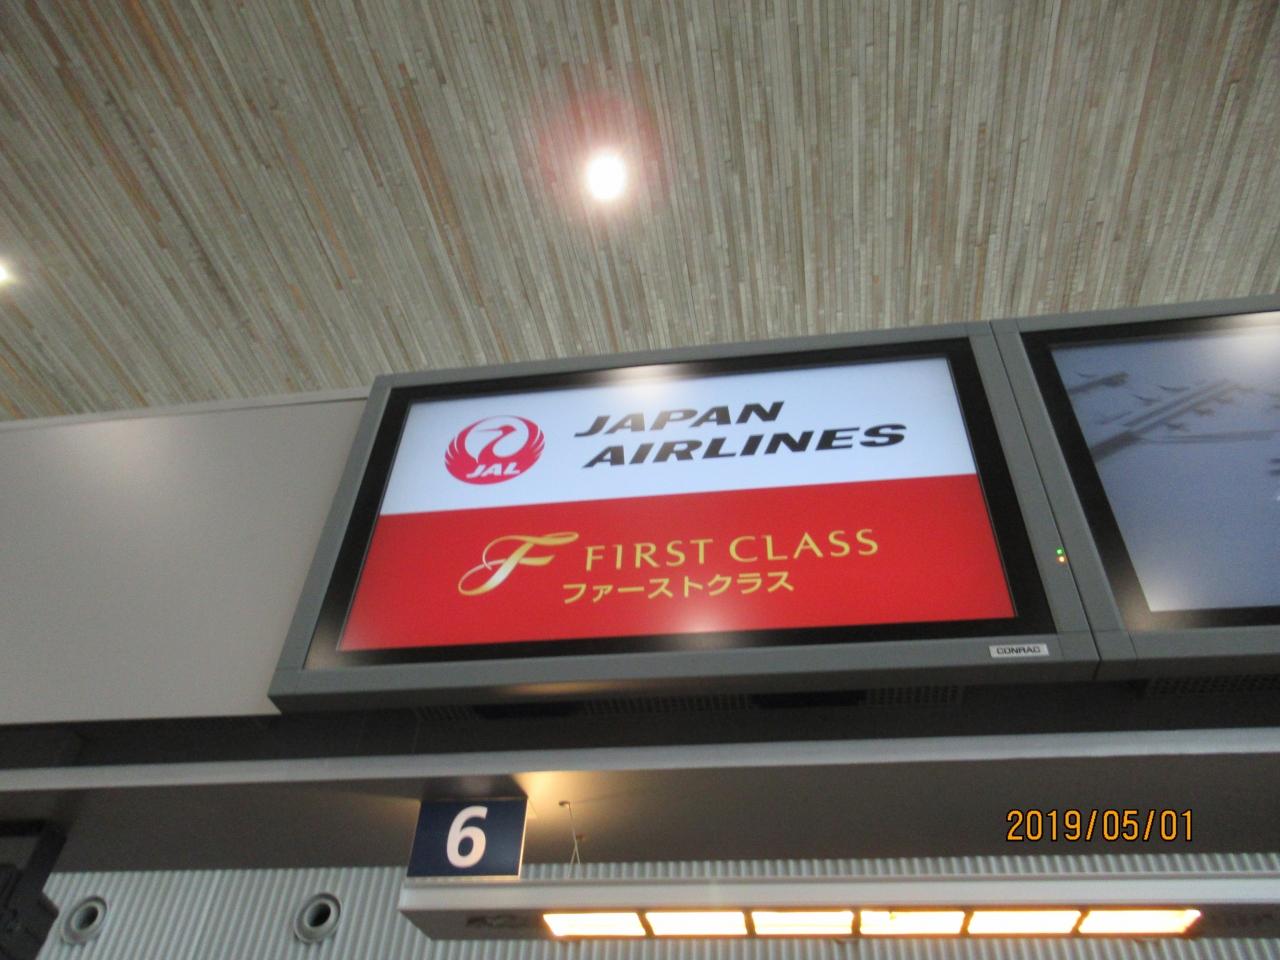 JAPAN
AIRLINES
JAL
F FIRST CLASS
ファーストクラス
CONRAC
6
2019/05/01